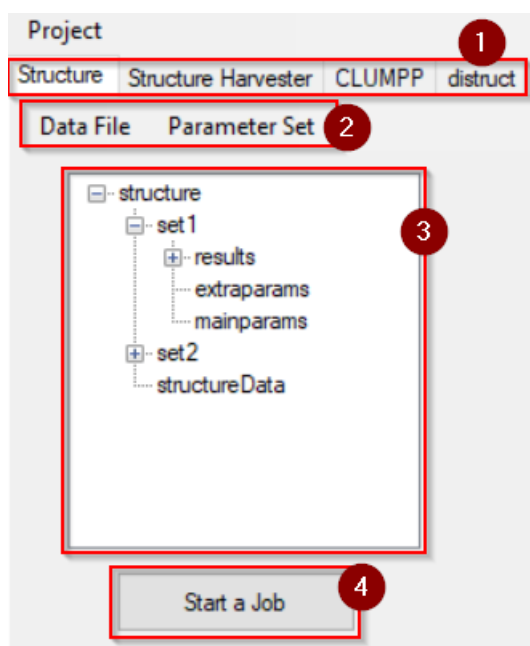 Project
1
Structure Structure Harvester CLUMPP distruct
Data File Parameter Set 2
structure
set1
3
results
extraparams
mainparams
set2
structureData
4
Start a Job